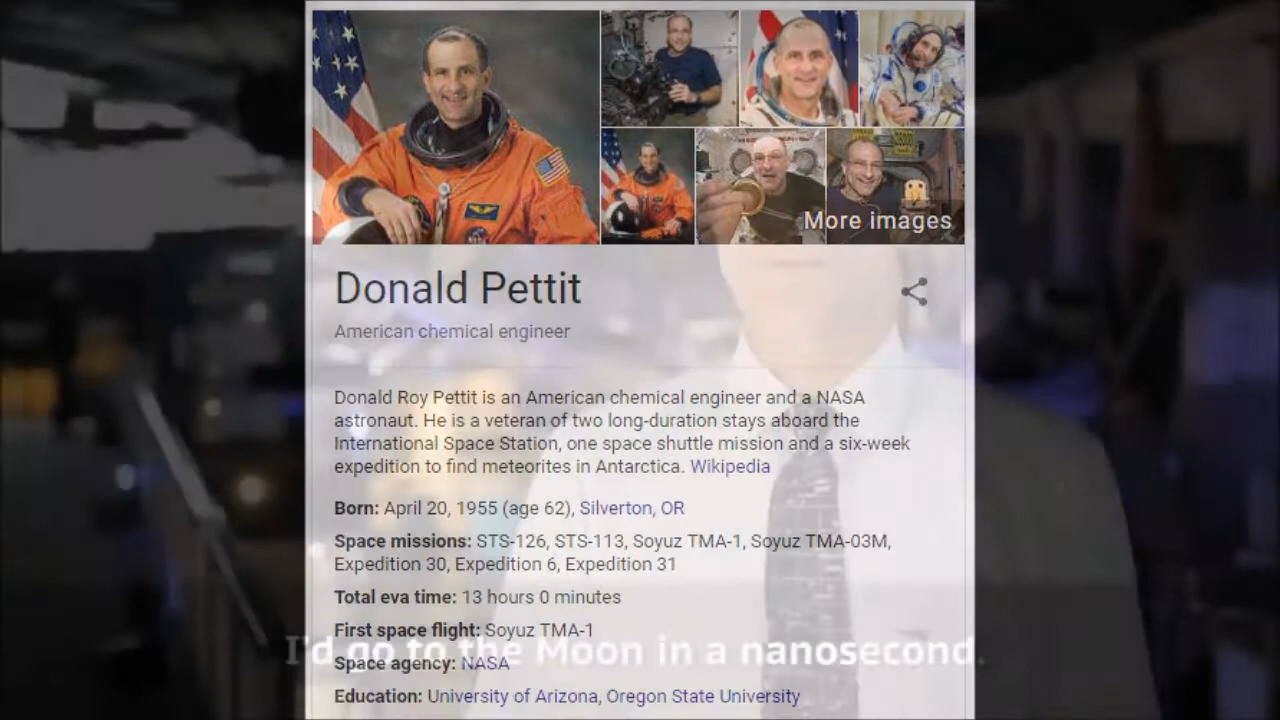 More images
Donald Pettit
American chemical engineer
Donald Roy Pettit is an American chemical engineer and a NASA
astronaut. He is a veteran of two long-duration stays aboard the
International Space Station, one space shuttle mission and a six-week
expedition to find meteorites in Antarctica. Wikipedia
Born: April 20, 1955 (age 62), Silverton, OR
Space missions: STS-126, STS-113, Soyuz TMA-1, Soyuz TMA-03M,
Expedition 30, Expedition 6, Expedition 31
Total eva time: 13 hours 0 minutes
First space flight: Soyuz TMA-1
I'd go to the Moon in a nanosecond.
Space agency: NASA
Education: University of Arizona, Oregon State University